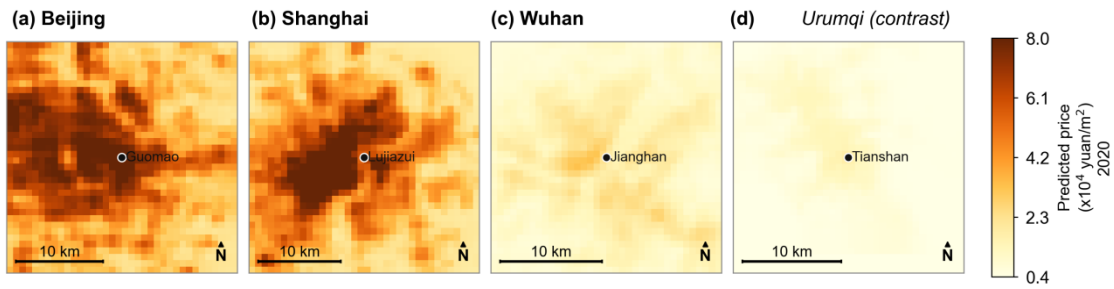 (a) Beijing
(b) Shanghai
(c) Wuhan
(d) Urumqi (contrast)
Guomao
Lujiazui
Jianghan
Tianshan
10 km
N
10 km
N
10 km
N
10 km
N
8.0
6.1
4.2
2.3
0.4
Predicted price
(x10⁴ yuan/m²)
2020